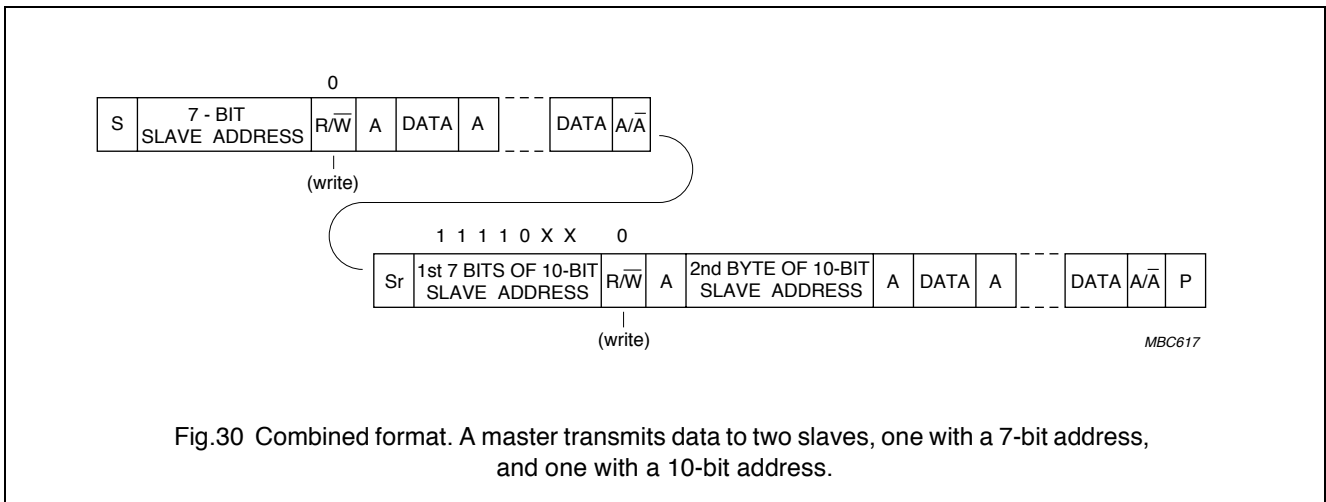 0
S 7 - BIT SLAVE ADDRESS R/W̅ A DATA A DATA A/A̅
(write)
1 1 1 1 0 X X 0
Sr 1st 7 BITS OF 10-BIT SLAVE ADDRESS R/W̅ A 2nd BYTE OF 10-BIT SLAVE ADDRESS A DATA A DATA A/A̅ P
(write)
MBC617
Fig.30 Combined format. A master transmits data to two slaves, one with a 7-bit address,
and one with a 10-bit address.